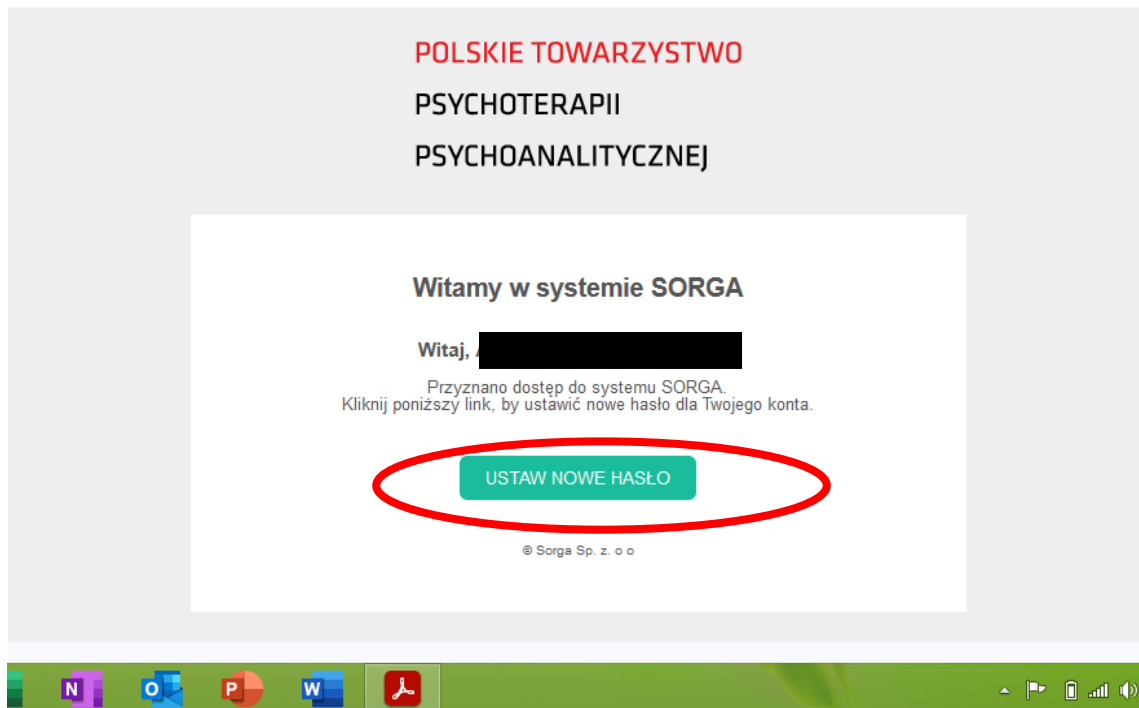 POLSKIE TOWARZYSTWO
PSYCHOTERAPII
PSYCHOANALITYCZNEJ
Witamy w systemie SORGA
Witaj,
Przyznano dostęp do systemu SORGA.
Kliknij poniższy link, by ustawić nowe hasło dla Twojego konta.
USTAW NOWE HASŁO
© Sorga Sp. z. o o
N
O
P
W